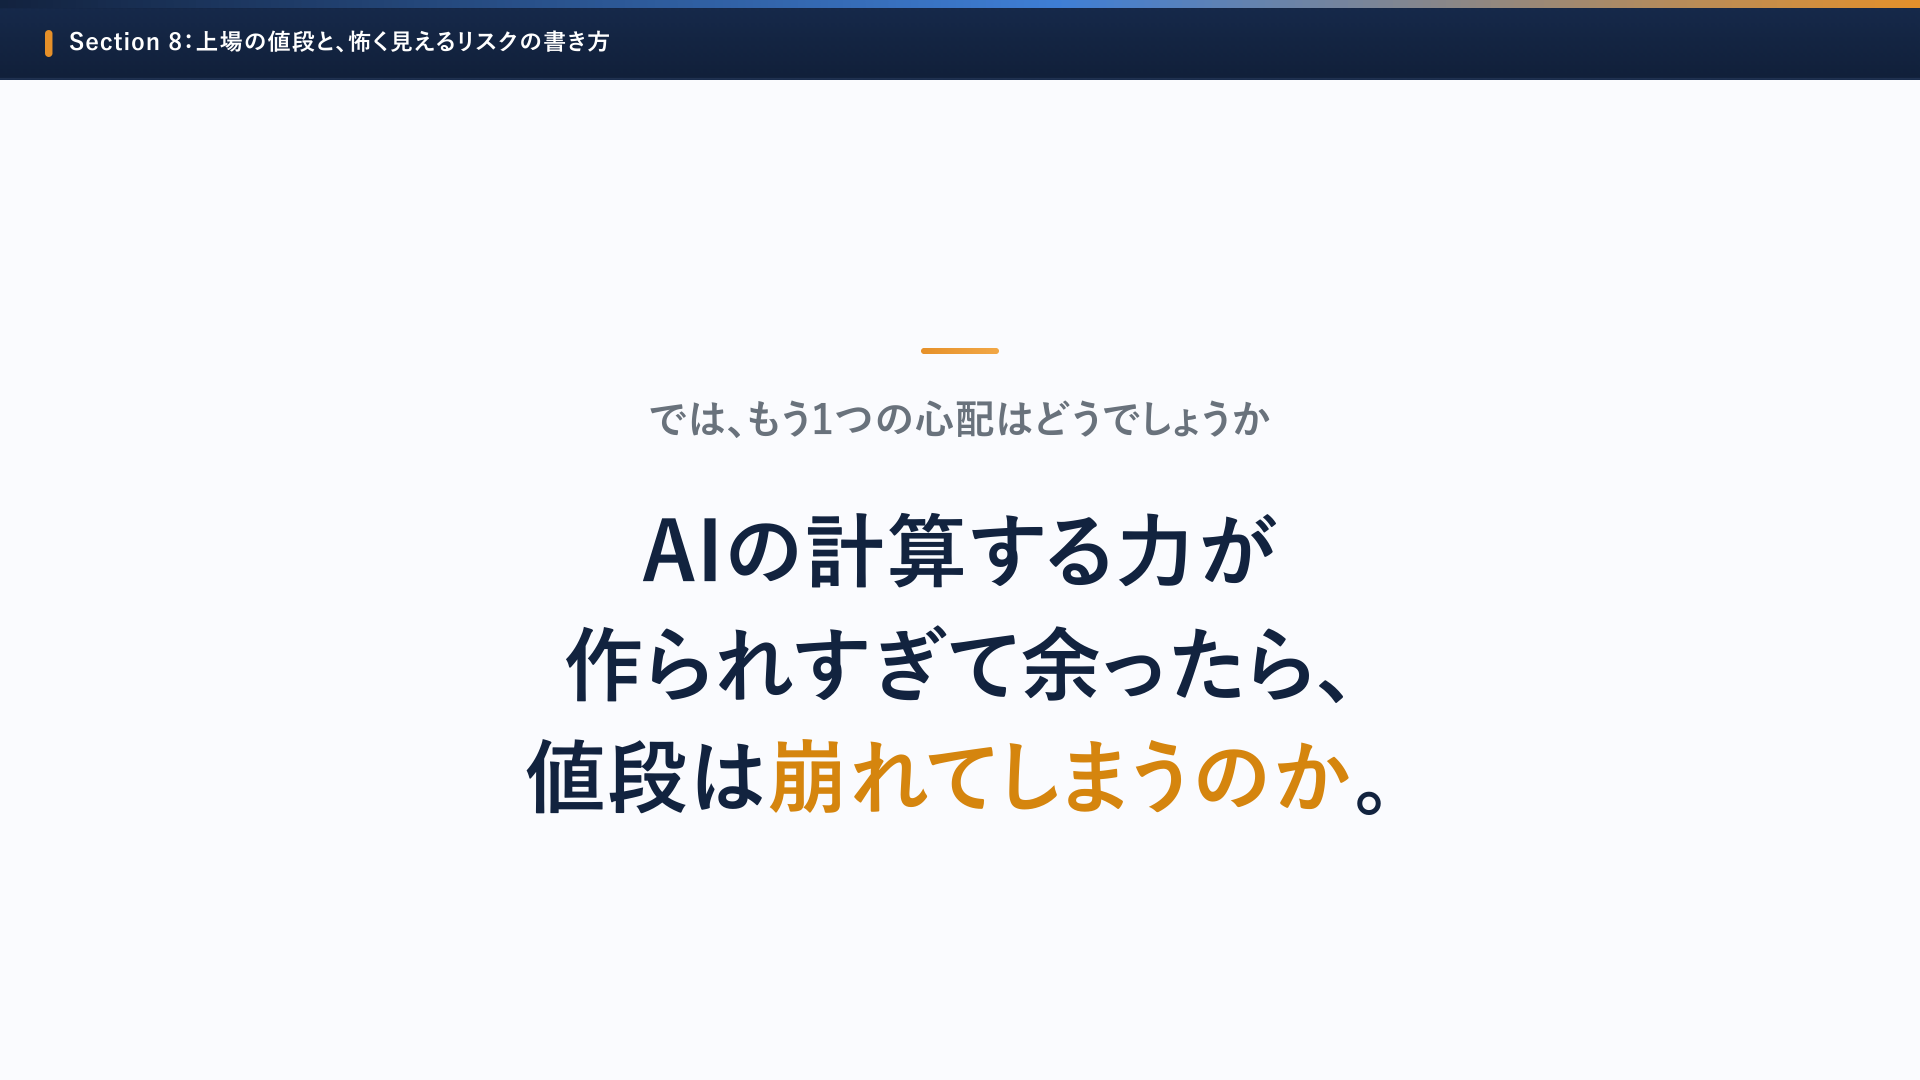 Section 8：上場の値段と、怖く見えるリスクの書き方
では、もう1つの心配はどうでしょうか
AIの計算する力が
作られすぎて余ったら、
値段は崩れてしまうのか。